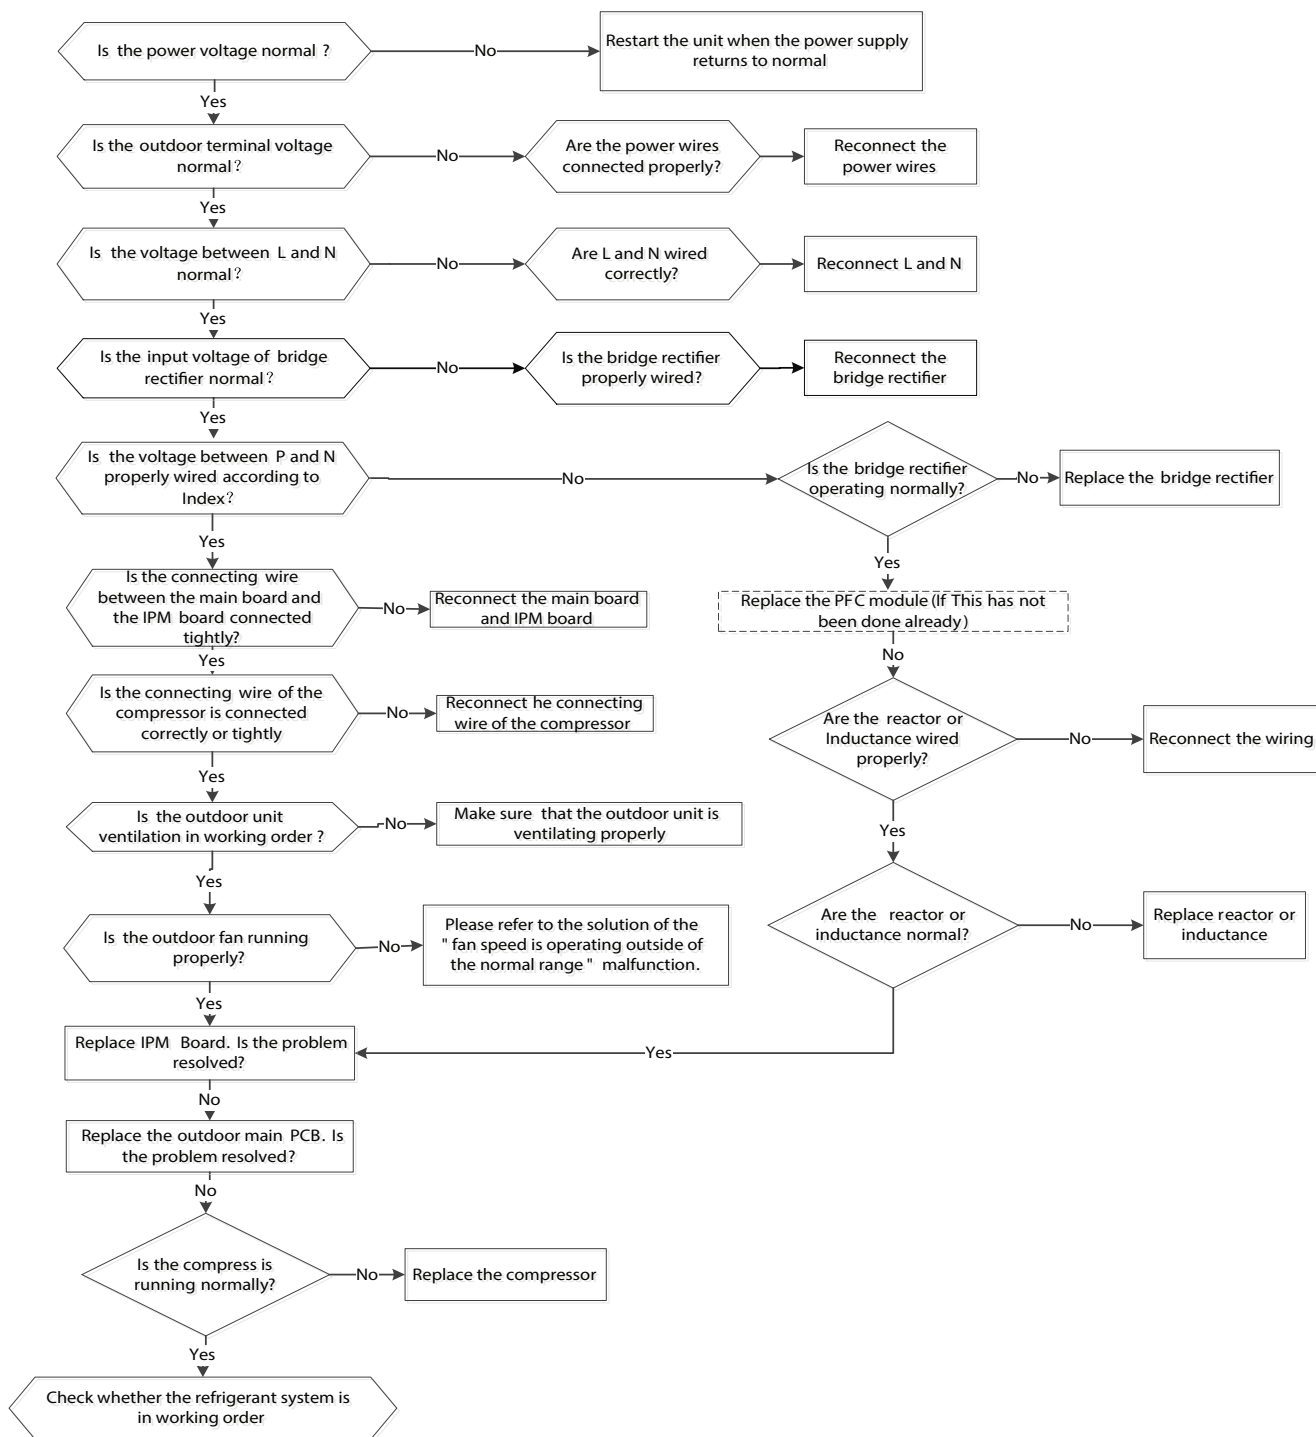 Is the power voltage normal ?
No
Restart the unit when the power supply
returns to normal
Yes
Is the outdoor terminal voltage
normal？
No
Are the power wires
connected properly?
Reconnect the
power wires
Yes
Is the voltage between L and N
normal？
No
Are L and N wired
correctly?
Reconnect L and N
Yes
Is the input voltage of bridge
rectifier normal？
No
Is the bridge rectifier
properly wired?
Reconnect the
bridge rectifier
Yes
Is the voltage between P and N
properly wired according to
Index？
No
Is the bridge rectifier
operating normally?
No
Replace the bridge rectifier
Yes
Yes
Is the connecting wire
between the main board and
the IPM board connected
tightly?
No
Reconnect the main board
and IPM board
Replace the PFC module (If This has not
been done already)
Yes
No
Is the connecting wire of the
compressor is connected
correctly or tightly
No
Reconnect he connecting
wire of the compressor
Are the reactor or
Inductance wired
properly?
No
Reconnect the wiring
Yes
Yes
Is the outdoor unit
ventilation in working order ?
No
Make sure that the outdoor unit is
ventilating properly
Yes
Is the outdoor fan running
properly?
No
Please refer to the solution of the
" fan speed is operating outside of
the normal range " malfunction.
Are the reactor or
inductance normal?
No
Replace reactor or
inductance
Yes
Yes
Replace IPM Board. Is the problem
resolved?
No
Replace the outdoor main PCB. Is
the problem resolved?
No
Is the compress is
running normally?
No
Replace the compressor
Yes
Check whether the refrigerant system is
in working order